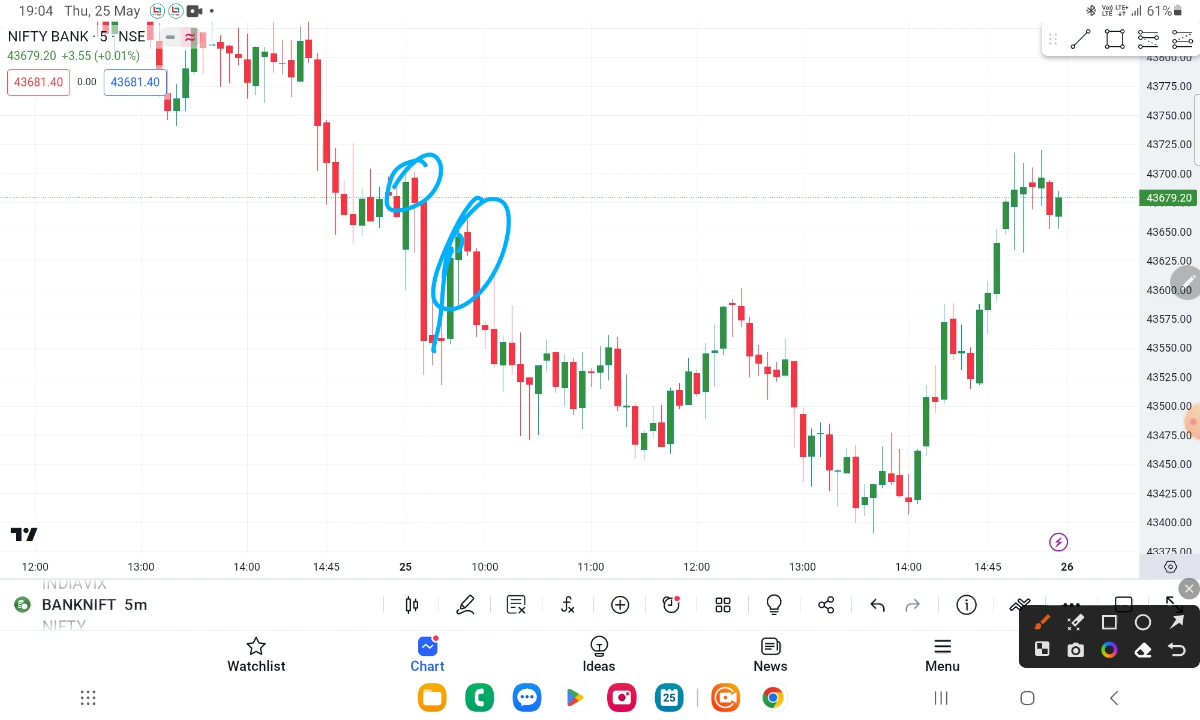 19:04 Thu, 25 May
Vo) LTE LTE+ 61%
NIFTY BANK · 5 · NSE
43679.20 +3.55 (+0.01%)
43681.40 0.00 43681.40
43800.00
43775.00
43750.00
43725.00
43700.00
43679.20
43650.00
43625.00
43600.00
43575.00
43550.00
43525.00
43500.00
43475.00
43450.00
43425.00
43400.00
43375.00
12:00 13:00 14:00 14:45 25 10:00 11:00 12:00 13:00 14:00 14:45 26
INDIAVIX
BANKNIFT 5m
NIFTY
Watchlist Chart Ideas News Menu
25